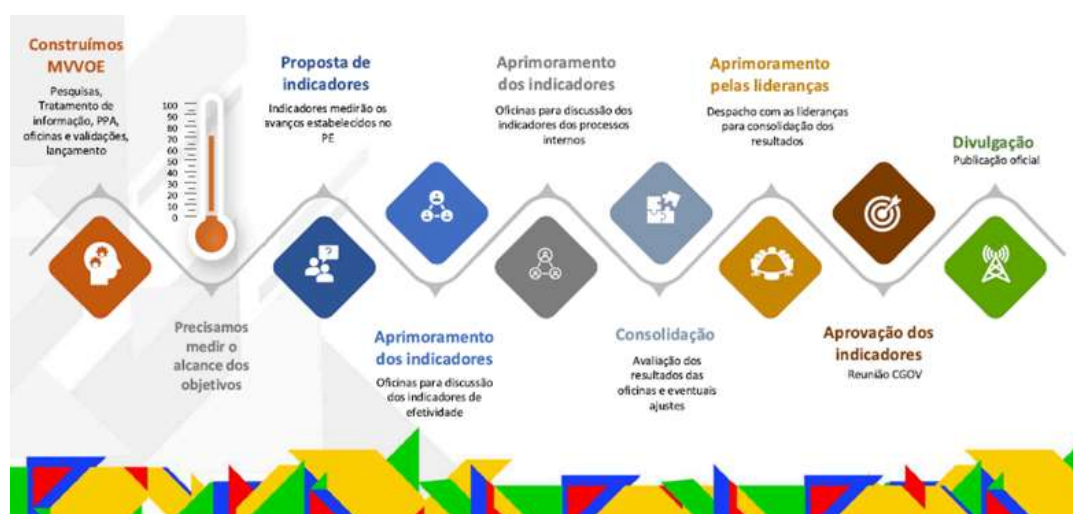 Construímos
MVVOE
Pesquisas,
Tratamento de
informação, PPA,
oficinas e validações,
lançamento
100
90
80
70
60
50
40
30
20
10
0
Precisamos
medir o
alcance dos
objetivos
Proposta de
indicadores
Indicadores medirão os
avanços estabelecidos no
PE
?
Aprimoramento
dos indicadores
Oficinas para discussão
dos indicadores de
efetividade
Aprimoramento
dos indicadores
Oficinas para discussão dos
indicadores dos processos
internos
Consolidação
Avaliação dos
resultados das
oficinas e eventuais
ajustes
Aprimoramento
pelas lideranças
Despacho com as lideranças
para consolidação dos
resultados
Aprovação dos
indicadores
Reunião CGOV
Divulgação
Publicação oficial